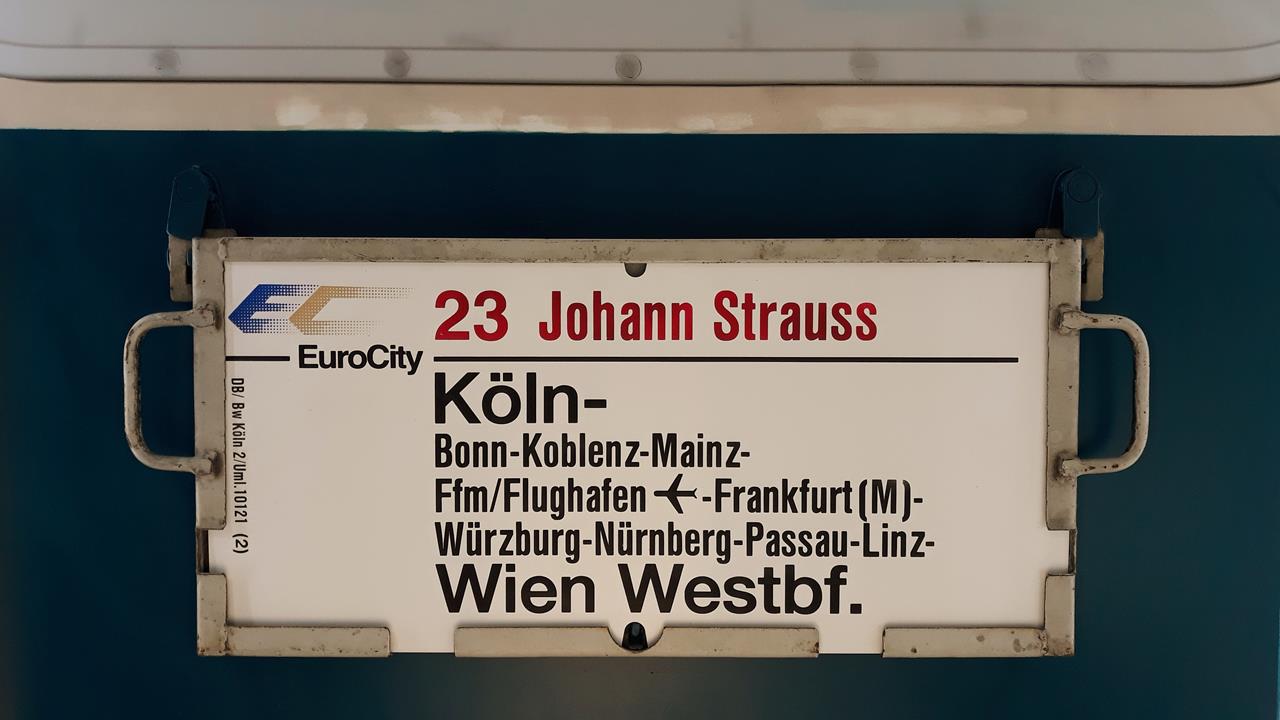 EC
EuroCity
23 Johann Strauss
Köln-
Bonn-Koblenz-Mainz-
Ffm/Flughafen ✈-Frankfurt(M)-
Würzburg-Nürnberg-Passau-Linz-
Wien Westbf.
DB/ Bw Köln 2/Uml.10121 (2)